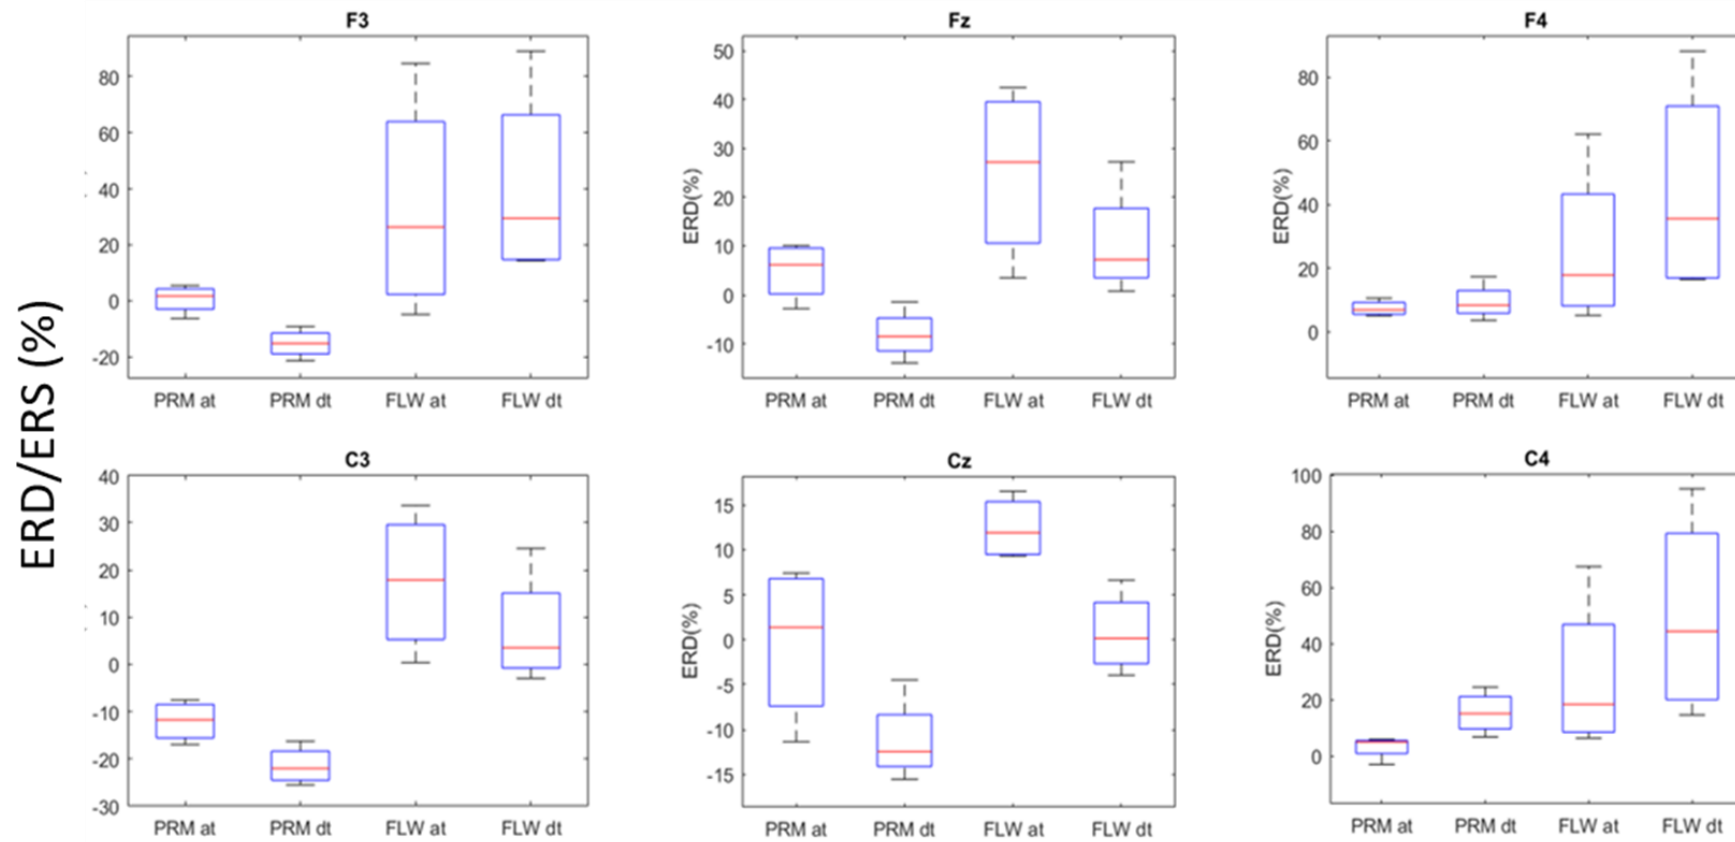 ERD/ERS (%)
F3
80
60
40
20
0
-20
PRM at PRM dt FLW at FLW dt
Fz
ERD(%)
50
40
30
20
10
0
-10
PRM at PRM dt FLW at FLW dt
F4
ERD(%)
80
60
40
20
0
PRM at PRM dt FLW at FLW dt
C3
40
30
20
10
0
-10
-20
-30
PRM at PRM dt FLW at FLW dt
Cz
ERD(%)
15
10
5
0
-5
-10
-15
PRM at PRM dt FLW at FLW dt
C4
ERD(%)
100
80
60
40
20
0
PRM at PRM dt FLW at FLW dt